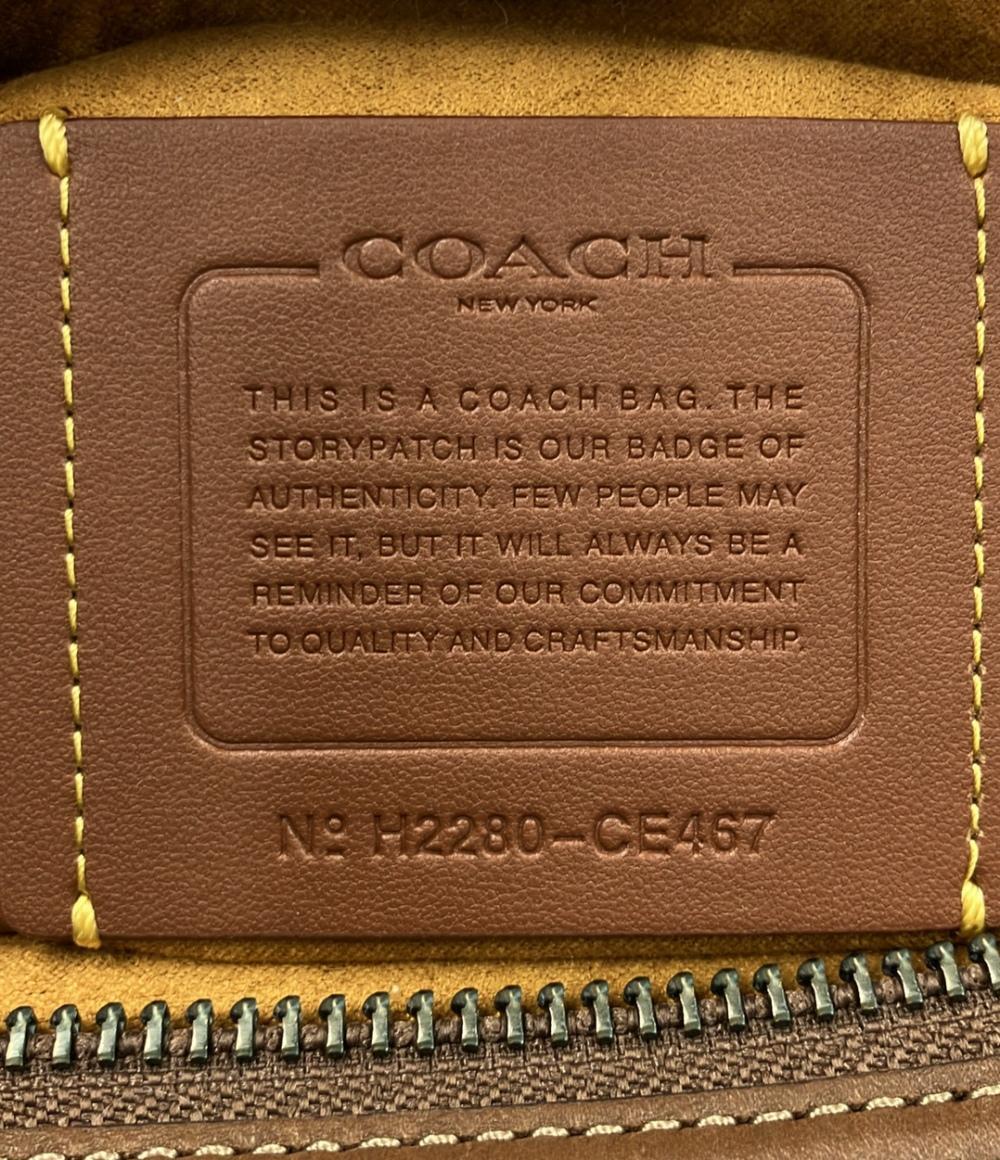 COACH
NEW YORK
THIS IS A COACH BAG. THE
STORYPATCH IS OUR BADGE OF
AUTHENTICITY. FEW PEOPLE MAY
SEE IT, BUT IT WILL ALWAYS BE A
REMINDER OF OUR COMMITMENT
TO QUALITY AND CRAFTSMANSHIP.
Nº H2280-CE467